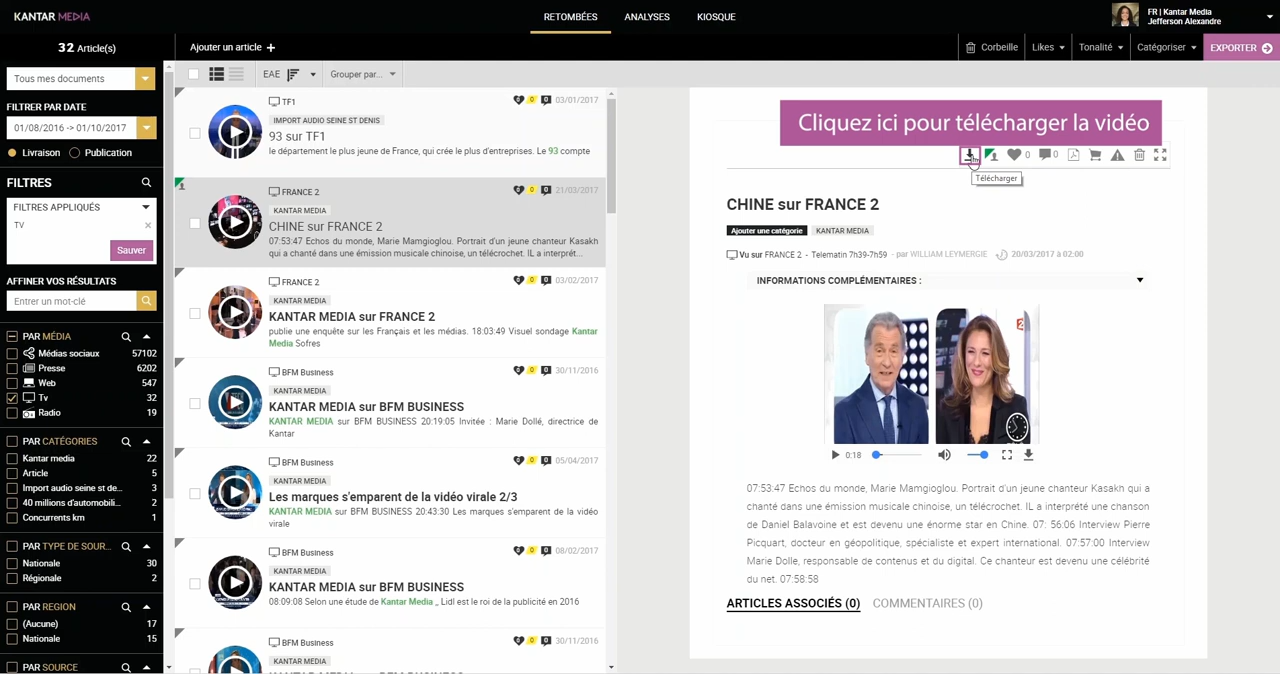 KANTAR MEDIA
RETOMBÉES
ANALYSES
KIOSQUE
FR | Kantar Media
Jefferson Alexandre
32 Article(s)
Ajouter un article +
Corbeille
Likes
Tonalité
Catégoriser
EXPORTER
Tous mes documents
FILTRER PAR DATE
01/08/2016 -> 01/10/2017
Livraison
Publication
FILTRES
FILTRES APPLIQUÉS
TV
Sauver
AFFINER VOS RÉSULTATS
Entrer un mot-clé
PAR MÉDIA
Médias sociaux 57102
Presse 6202
Web 547
Tv 32
Radio 19
PAR CATÉGORIES
Kantar media 22
Article 5
Import audio seine st de... 3
40 millions d'automobili... 2
Concurrents km 1
PAR TYPE DE SOUR...
Nationale 30
Régionale 2
PAR REGION
(Aucune) 17
Nationale 15
PAR SOURCE
EAE
Grouper par...
TF1
0 03/01/2017
IMPORT AUDIO SEINE ST DENIS
93 sur TF1
le département le plus jeune de France, qui crée le plus d'entreprises. Le 93 compte
FRANCE 2
0 21/03/2017
KANTAR MEDIA
CHINE sur FRANCE 2
07:53:47 Echos du monde, Marie Mamgioglou. Portrait d'un jeune chanteur Kasakh
qui a chanté dans une émission musicale chinoise, un télécrochet. IL a interprét...
FRANCE 2
0 03/02/2017
KANTAR MEDIA
KANTAR MEDIA sur FRANCE 2
publie une enquête sur les Français et les médias. 18:03:49 Visuel sondage Kantar
Media Sofres
BFM Business
0 30/11/2016
KANTAR MEDIA
KANTAR MEDIA sur BFM BUSINESS
KANTAR MEDIA sur BFM BUSINESS 20:19:05 Invitée : Marie Dollé, directrice de
Kantar
BFM Business
0 05/04/2017
KANTAR MEDIA
Les marques s'emparent de la vidéo virale 2/3
KANTAR MEDIA sur BFM BUSINESS 20:43:30 Les marques s'emparent de la vidéo
virale
BFM Business
0 08/02/2017
KANTAR MEDIA
KANTAR MEDIA sur BFM BUSINESS
08:09:08 Selon une étude de Kantar Media _ Lidl est le roi de la publicité en 2016
BFM Business
0 30/11/2016
KANTAR MEDIA
Cliquez ici pour télécharger la vidéo
0 0
Télécharger
CHINE sur FRANCE 2
Ajouter une catégorie KANTAR MEDIA
Vu sur FRANCE 2 - Telematin 7h39-7h59 - par WILLIAM LEYMERGIE 20/03/2017 à 02:00
INFORMATIONS COMPLÉMENTAIRES :
2
0:18
07:53:47 Echos du monde, Marie Mamgioglou. Portrait d'un jeune chanteur Kasakh qui a
chanté dans une émission musicale chinoise, un télécrochet. IL a interprété une chanson
de Daniel Balavoine et est devenu une énorme star en Chine. 07: 56:06 Interview Pierre
Picquart, docteur en géopolitique, spécialiste et expert international. 07:57:00 Interview
Marie Dolle, responsable de contenus et du digital. Ce chanteur est devenu une célébrité
du net. 07:58:58
ARTICLES ASSOCIÉS (0)
COMMENTAIRES (0)